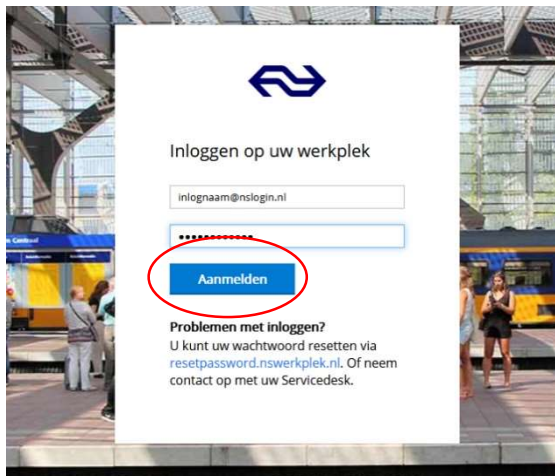 Inloggen op uw werkplek
inlognaam@nslogin.nl
Aanmelden
Problemen met inloggen?
U kunt uw wachtwoord resetten via
resetpassword.nswerkplek.nl. Of neem
contact op met uw Servicedesk.